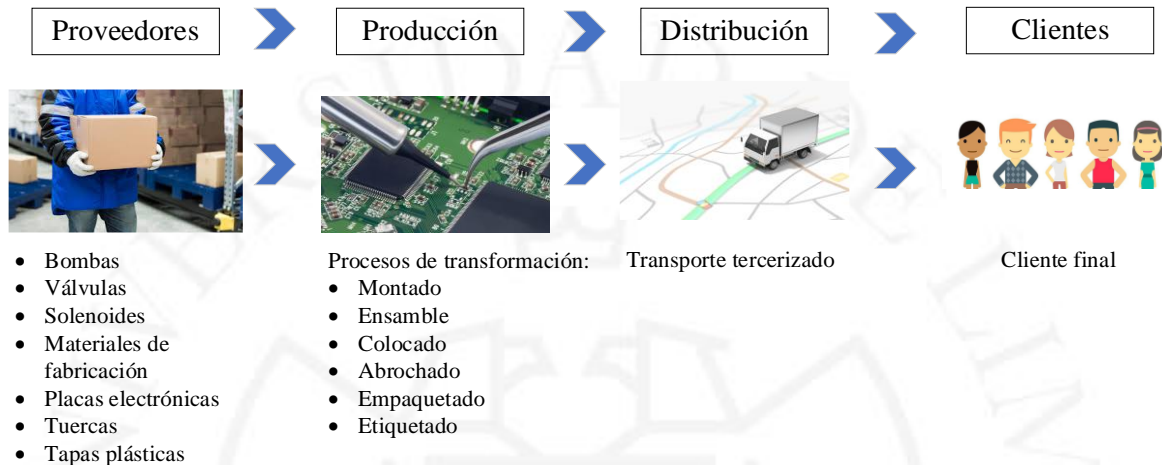 Proveedores
Producción
Distribución
Clientes
• Bombas
• Válvulas
• Solenoides
• Materiales de
fabricación
• Placas electrónicas
• Tuercas
• Tapas plásticas
Procesos de transformación:
• Montado
• Ensamble
• Colocado
• Abrochado
• Empaquetado
• Etiquetado
Transporte tercerizado
Cliente final